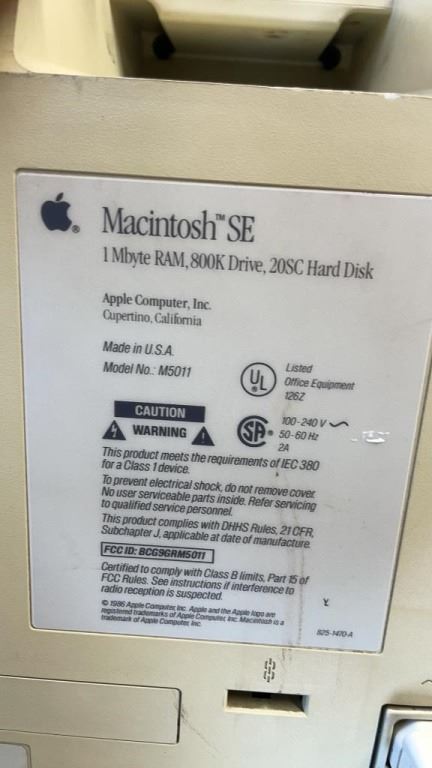 Macintosh™ SE
1 Mbyte RAM, 800K Drive, 20SC Hard Disk
Apple Computer, Inc.
Cupertino, California
Made in U.S.A.
Model No.: M5011
UL
®
Listed
Office Equipment
126Z
CAUTION
WARNING
SA®
100-240 V
50-60 Hz
2A
This product meets the requirements of IEC 380
for a Class 1 device.
To prevent electrical shock, do not remove cover.
No user serviceable parts inside. Refer servicing
to qualified service personnel.
This product complies with DHHS Rules, 21 CFR,
Subchapter J, applicable at date of manufacture.
FCC ID: BCG9GRM5011
Certified to comply with Class B limits, Part 15 of
FCC Rules. See instructions if interference to
radio reception is suspected.
© 1986 Apple Computer, Inc. Apple and the Apple logo are
registered trademarks of Apple Computer, Inc. Macintosh is a
trademark of Apple Computer, Inc.
Y
825-1470-A